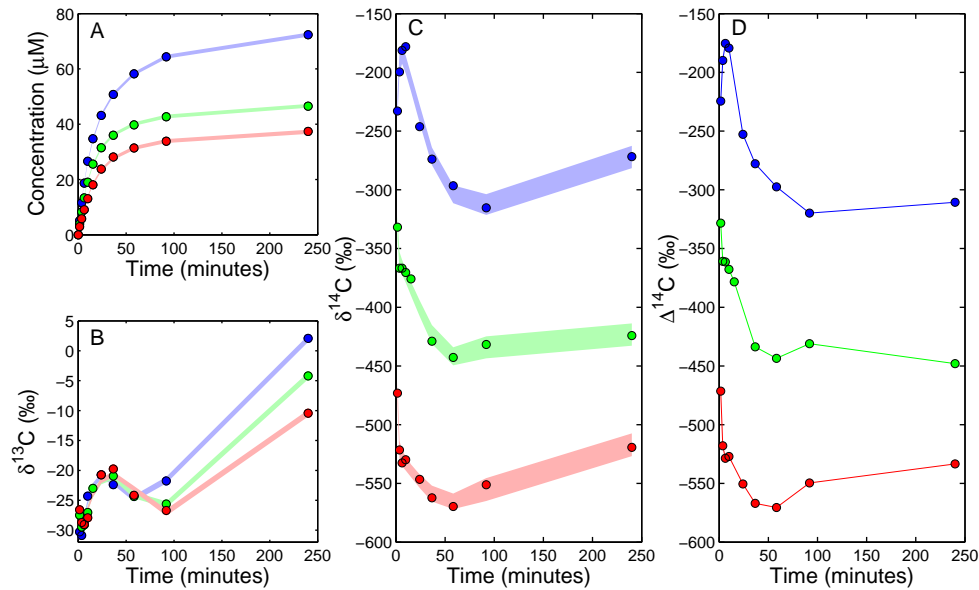 A
80
60
40
20
0
0 50 100 150 200 250
Concentration (μM)
Time (minutes)
B
5
0
−5
−10
−15
−20
−25
−30
0 50 100 150 200 250
δ¹³C (‰)
Time (minutes)
C
−150
−200
−250
−300
−350
−400
−450
−500
−550
−600
0 50 100 150 200 250
δ¹⁴C (‰)
Time (minutes)
D
−150
−200
−250
−300
−350
−400
−450
−500
−550
−600
0 50 100 150 200 250
Δ¹⁴C (‰)
Time (minutes)